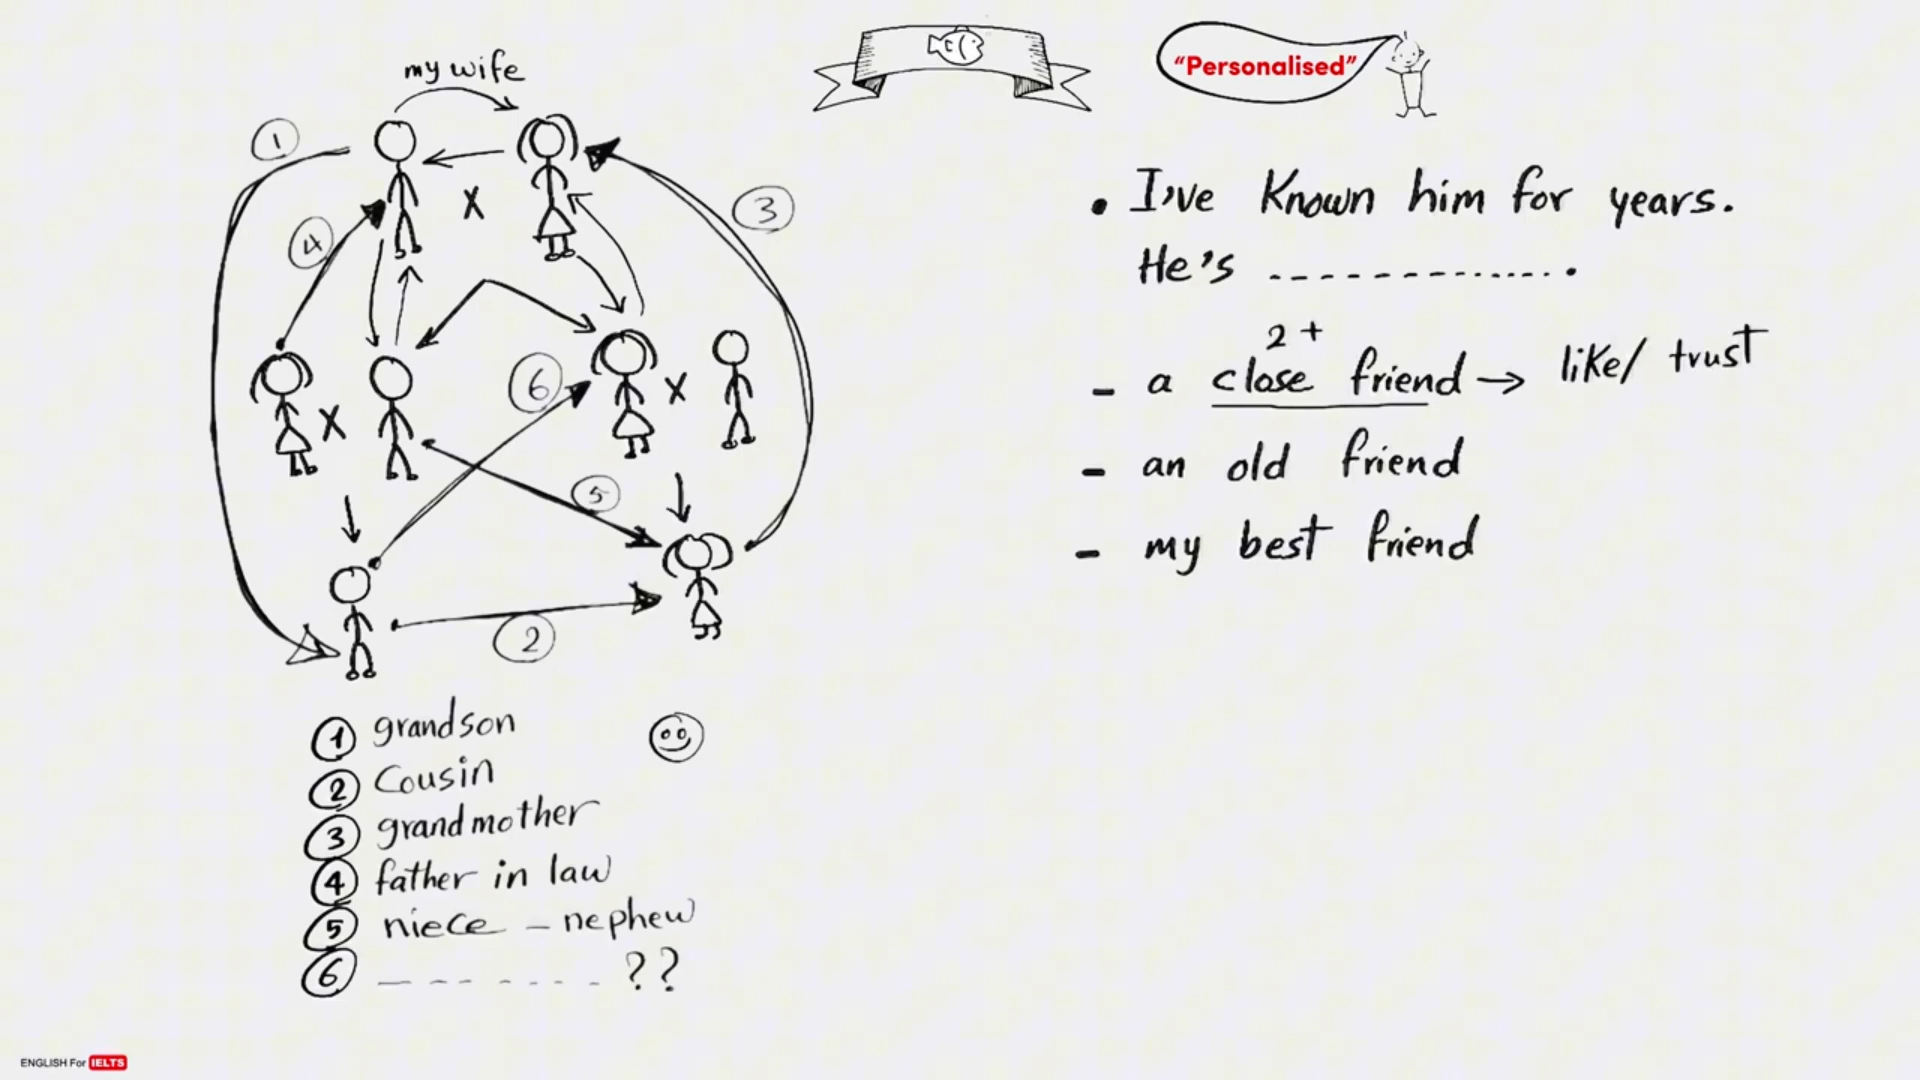 my wife
"Personalised"
1
3
4
6
5
2
x
x
x
• I've Known him for years.
He's ----------------.
2+
- a close friend → like/ trust
- an old friend
- my best friend
1 grandson
2 Cousin
3 grandmother
4 father in law
5 niece - nephew
6 -------- ??
ENGLISH For IELTS